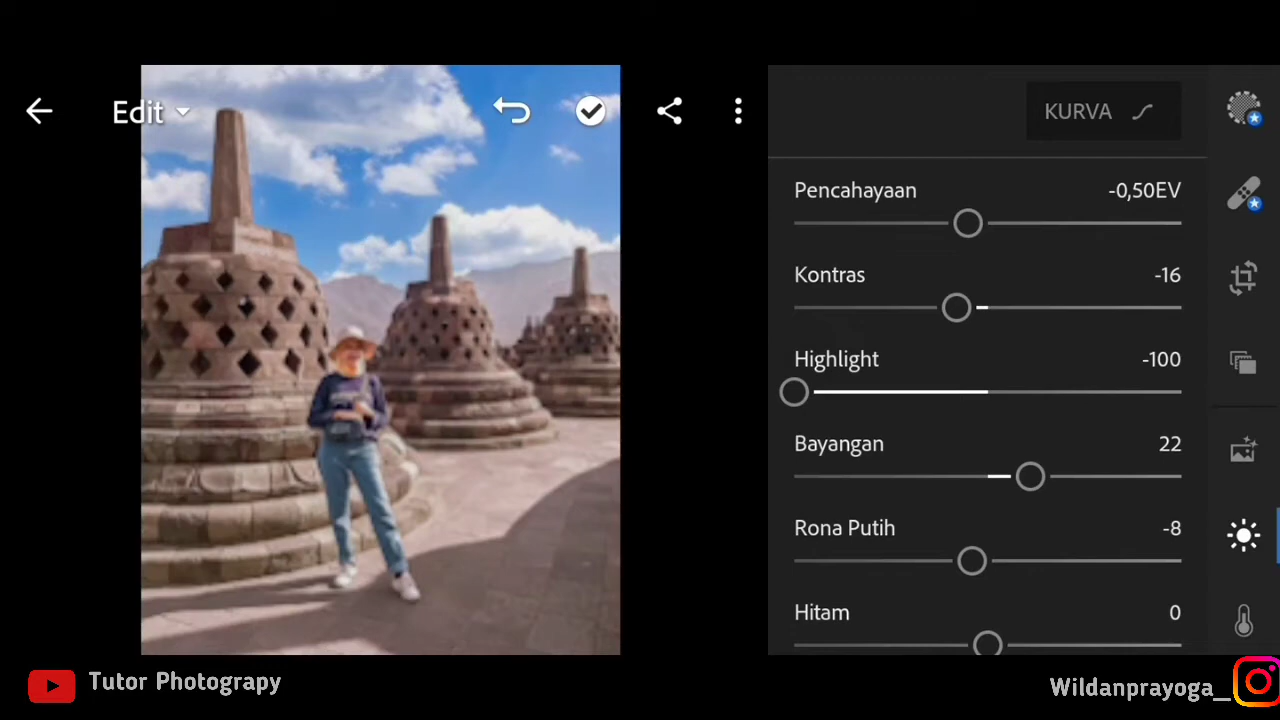 Edit
KURVA
Pencahayaan -0,50EV
Kontras -16
Highlight -100
Bayangan 22
Rona Putih -8
Hitam 0
Tutor Photograpy
Wildanprayoga_